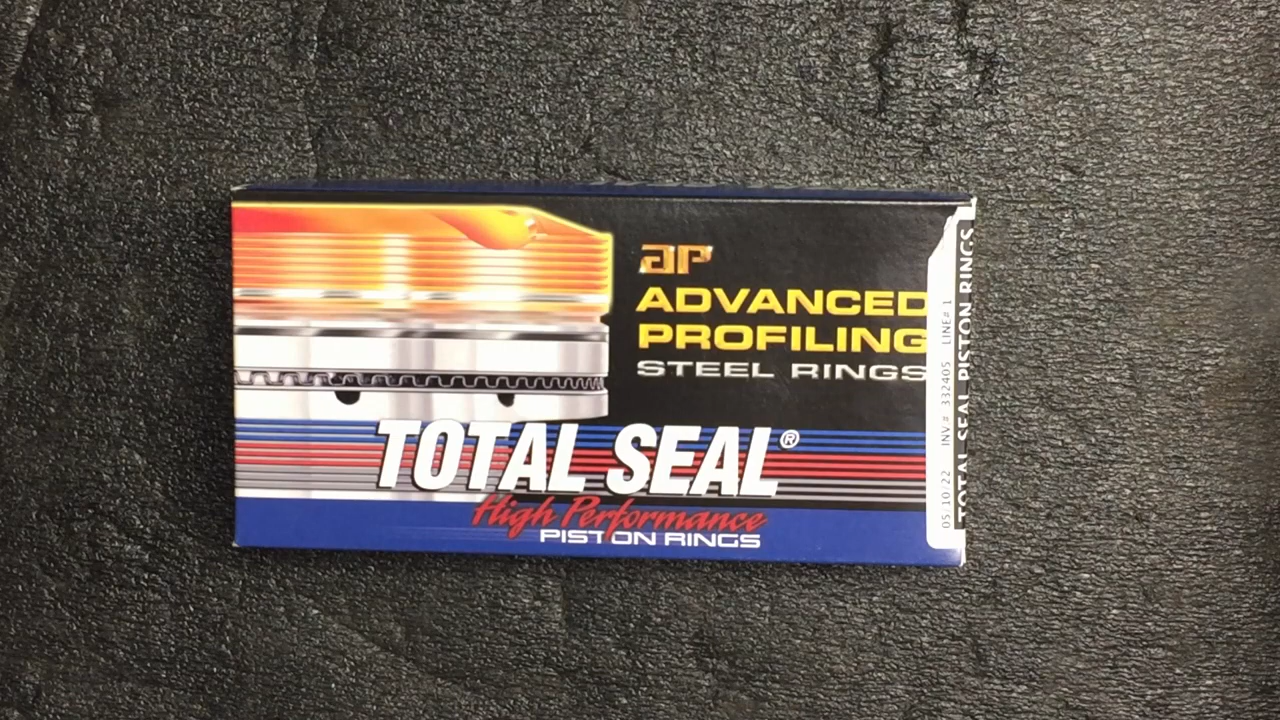 ap
ADVANCED
PROFILING
STEEL RINGS
TOTAL SEAL®
High Performance
PISTON RINGS
05/10/22 INV # 332405 LINE# 1
TOTAL SEAL PISTON RINGS